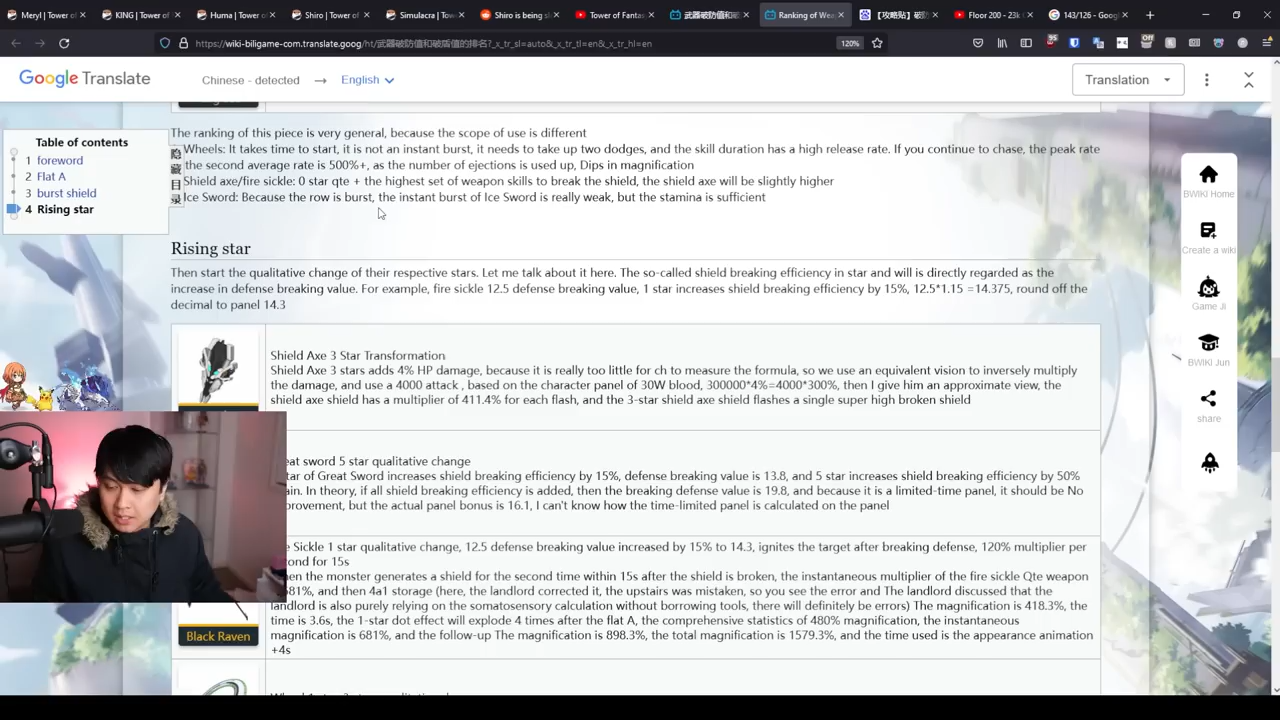 Meryl | Tower of
KING | Tower of
Huma | Tower of
Shiro | Tower of
Simulacra | Tow
Shiro is being sl
Tower of Fantas
武器破防值和破
Ranking of Wea
【攻略贴】破防
Floor 200 - 23k
143/126 - Goog
https://wiki-biligame-com.translate.goog/ht/武器破防值和破盾值的排名?_x_tr_sl=auto&_x_tr_tl=en&_x_tr_hl=en
120%
Google Translate
Chinese - detected → English
Translation
Table of contents
1 foreword
2 Flat A
3 burst shield
4 Rising star
隐
藏
目
录
The ranking of this piece is very general, because the scope of use is different
Wheels: It takes time to start, it is not an instant burst, it needs to take up two dodges, and the skill duration has a high release rate. If you continue to chase, the peak rate
the second average rate is 500%+, as the number of ejections is used up, Dips in magnification
Shield axe/fire sickle: 0 star qte + the highest set of weapon skills to break the shield, the shield axe will be slightly higher
Ice Sword: Because the row is burst, the instant burst of Ice Sword is really weak, but the stamina is sufficient
Rising star
Then start the qualitative change of their respective stars. Let me talk about it here. The so-called shield breaking efficiency in star and will is directly regarded as the
increase in defense breaking value. For example, fire sickle 12.5 defense breaking value, 1 star increases shield breaking efficiency by 15%, 12.5*1.15 =14.375, round off the
decimal to panel 14.3
Shield Axe 3 Star Transformation
Shield Axe 3 stars adds 4% HP damage, because it is really too little for ch to measure the formula, so we use an equivalent vision to inversely multiply
the damage, and use a 4000 attack , based on the character panel of 30W blood, 300000*4%=4000*300%, then I give him an approximate view, the
shield axe shield has a multiplier of 411.4% for each flash, and the 3-star shield axe shield flashes a single super high broken shield
eat sword 5 star qualitative change
tar of Great Sword increases shield breaking efficiency by 15%, defense breaking value is 13.8, and 5 star increases shield breaking efficiency by 50%
ain. In theory, if all shield breaking efficiency is added, then the breaking defense value is 19.8, and because it is a limited-time panel, it should be No
provement, but the actual panel bonus is 16.1, I can't know how the time-limited panel is calculated on the panel
e Sickle 1 star qualitative change, 12.5 defense breaking value increased by 15% to 14.3, ignites the target after breaking defense, 120% multiplier per
cond for 15s
hen the monster generates a shield for the second time within 15s after the shield is broken, the instantaneous multiplier of the fire sickle Qte weapon
681%, and then 4a1 storage (here, the landlord corrected it, the upstairs was mistaken, so you see the error and The landlord discussed that the
landlord is also purely relying on the somatosensory calculation without borrowing tools, there will definitely be errors) The magnification is 418.3%, the
time is 3.6s, the 1-star dot effect will explode 4 times after the flat A, the comprehensive statistics of 480% magnification, the instantaneous
magnification is 681%, and the follow-up The magnification is 898.3%, the total magnification is 1579.3%, and the time used is the appearance animation
+4s
Black Raven
BWIKI Home
Create a wiki
Game Ji
BWIKI Jun
share